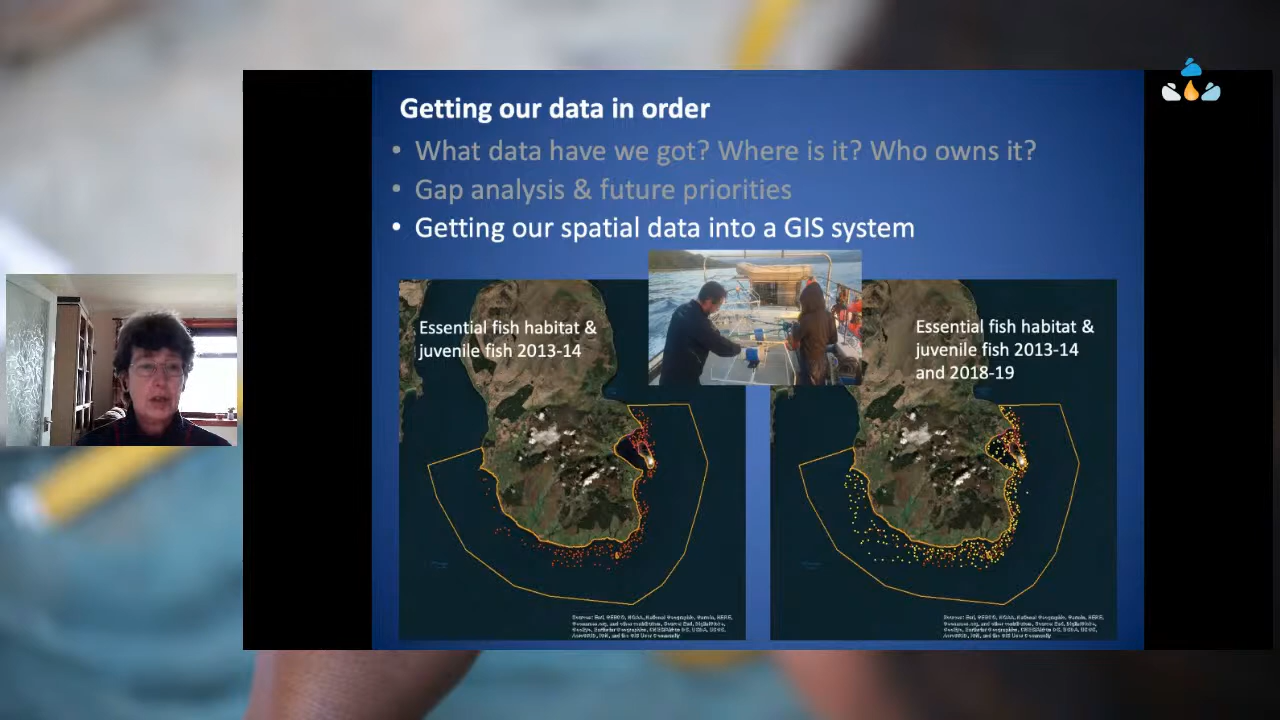 Getting our data in order
• What data have we got? Where is it? Who owns it?
• Gap analysis & future priorities
• Getting our spatial data into a GIS system
Essential fish habitat &
juvenile fish 2013-14
Essential fish habitat &
juvenile fish 2013-14
and 2018-19